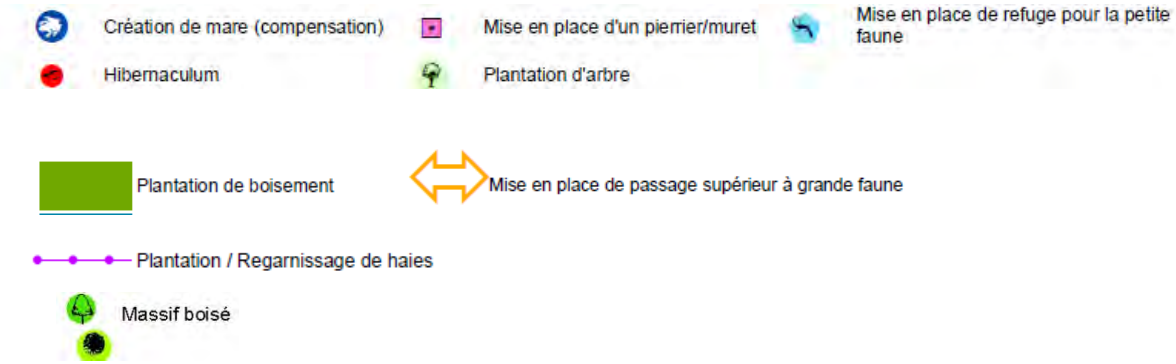 Création de mare (compensation)
Mise en place d'un pierrier/muret
Mise en place de refuge pour la petite
faune
Hibernaculum
Plantation d'arbre
Plantation de boisement
Mise en place de passage supérieur à grande faune
Plantation / Regarnissage de haies
Massif boisé